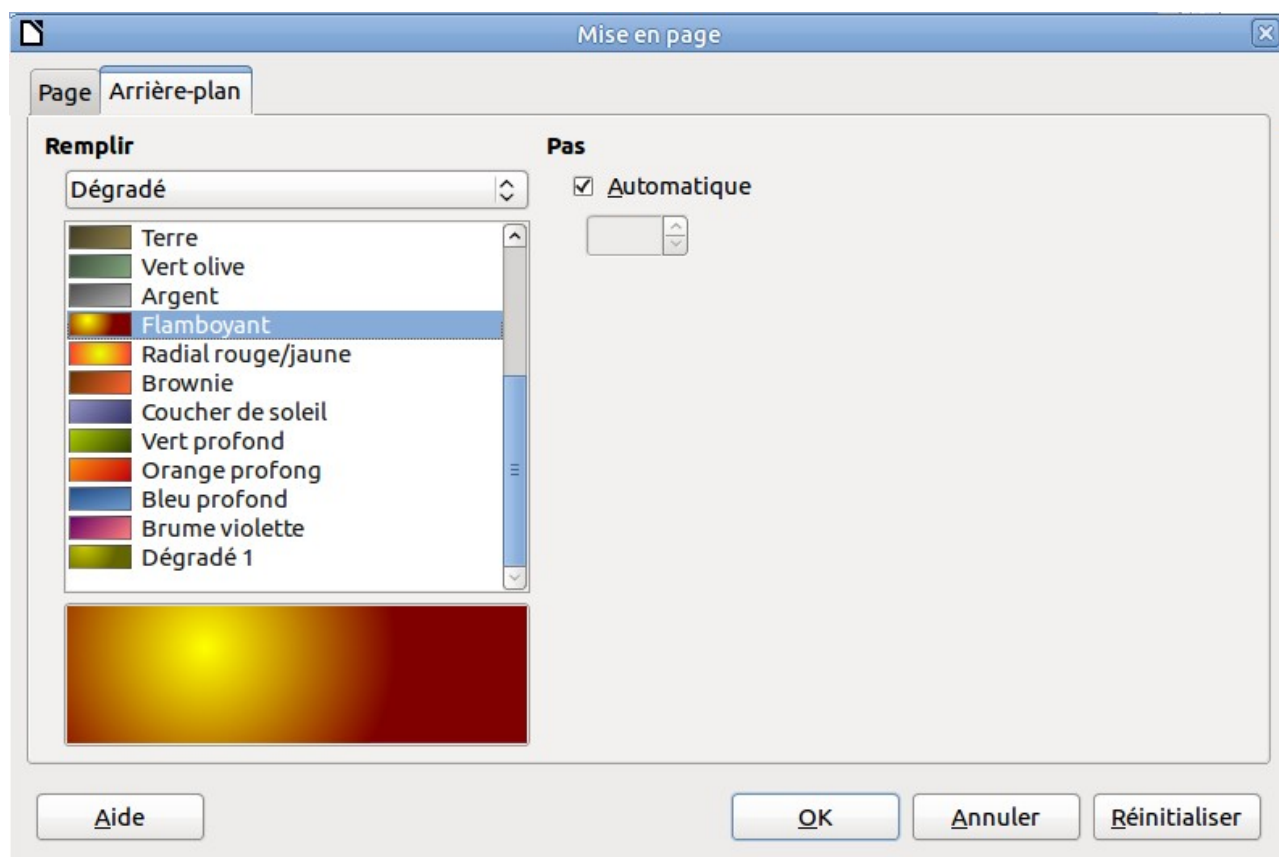 Mise en page
Page Arrière-plan
Remplir Pas
Dégradé Automatique
Terre
Vert olive
Argent
Flamboyant
Radial rouge/jaune
Brownie
Coucher de soleil
Vert profond
Orange profong
Bleu profond
Brume violette
Dégradé 1
Aide OK Annuler Réinitialiser